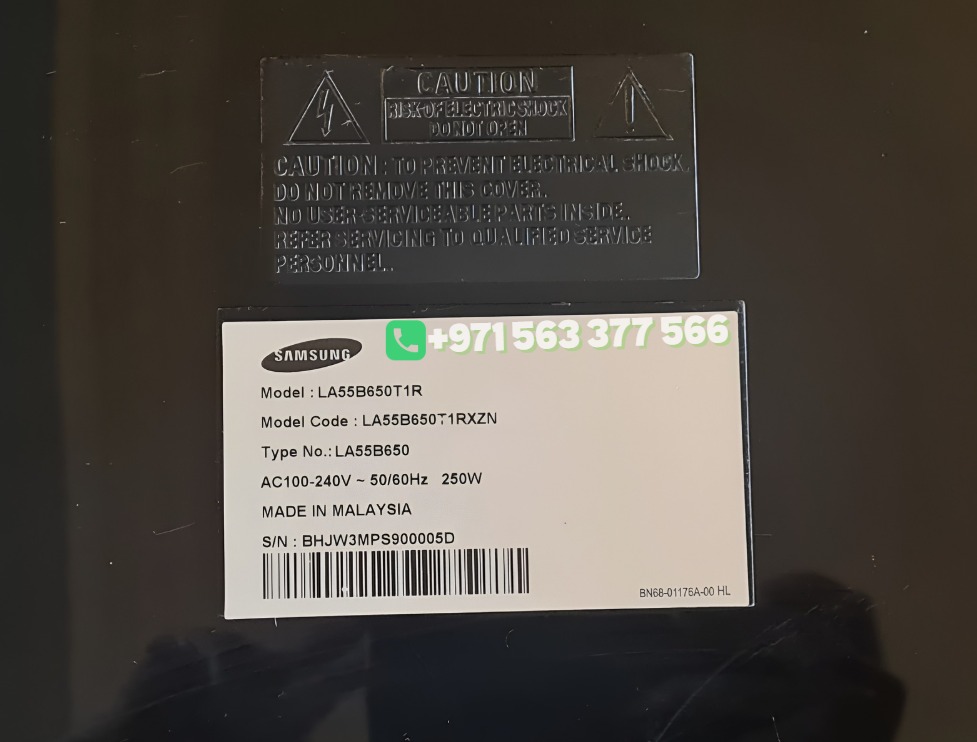 CAUTION
RISK OF ELECTRIC SHOCK
DO NOT OPEN
CAUTION : TO PREVENT ELECTRICAL SHOCK,
DO NOT REMOVE THIS COVER.
NO USER-SERVICEABLE PARTS INSIDE.
REFER SERVICING TO QUALIFIED SERVICE
PERSONNEL.
SAMSUNG
+971 563 377 566
Model : LA55B650T1R
Model Code : LA55B650T1RXZN
Type No.: LA55B650
AC100-240V ~ 50/60Hz 250W
MADE IN MALAYSIA
S/N : BHJW3MPS900005D
BN68-01176A-00 HL